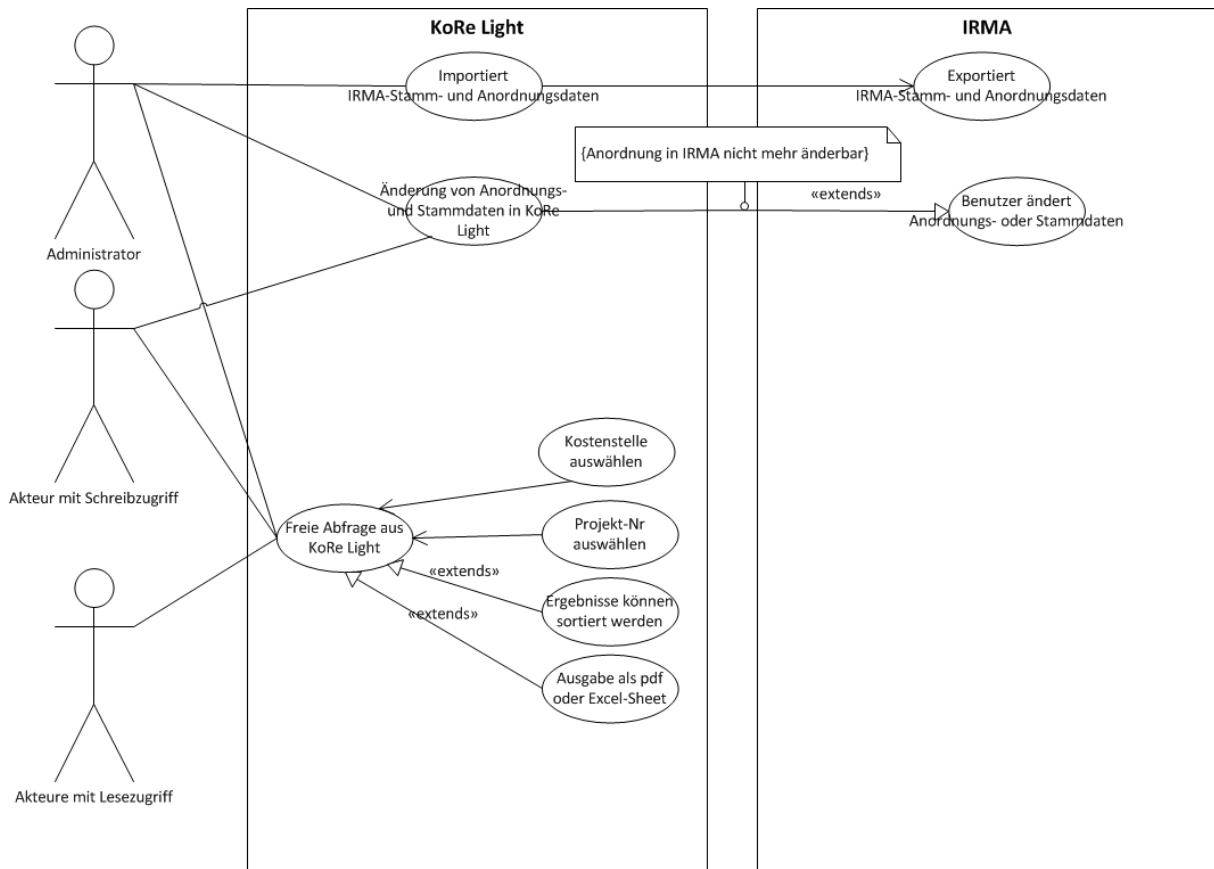 KoRe Light
IRMA
Importiert
IRMA-Stamm- und Anordnungsdaten
Exportiert
IRMA-Stamm- und Anordnungsdaten
{Anordnung in IRMA nicht mehr änderbar}
Änderung von Anordnungs-
und Stammdaten in KoRe
Light
«extends»
Benutzer ändert
Anordnungs- oder Stammdaten
Administrator
Akteur mit Schreibzugriff
Kostenstelle
auswählen
Freie Abfrage aus
KoRe Light
Projekt-Nr
auswählen
«extends»
Ergebnisse können
sortiert werden
«extends»
Ausgabe als pdf
oder Excel-Sheet
Akteure mit Lesezugriff